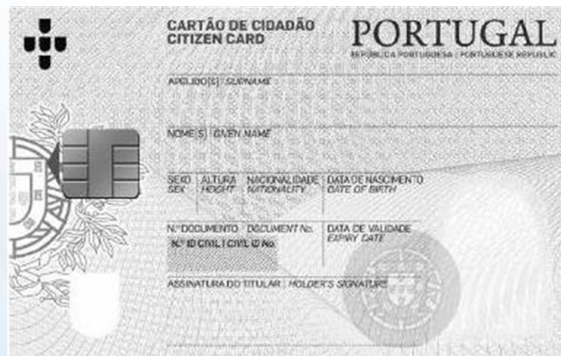 CARTÃO DE CIDADÃO
CITIZEN CARD
PORTUGAL
REPÚBLICA PORTUGUESA | PORTUGUESE REPUBLIC
APELIDO[S] | SURNAME
NOME[S] | GIVEN NAME
SEXO ALTURA NACIONALIDADE DATA DE NASCIMENTO
SEX HEIGHT NATIONALITY DATE OF BIRTH
N.º DOCUMENTO | DOCUMENT No. DATA DE VALIDADE
N.º ID CIVIL | CIVIL ID No. EXPIRY DATE
ASSINATURA DO TITULAR | HOLDER'S SIGNATURE